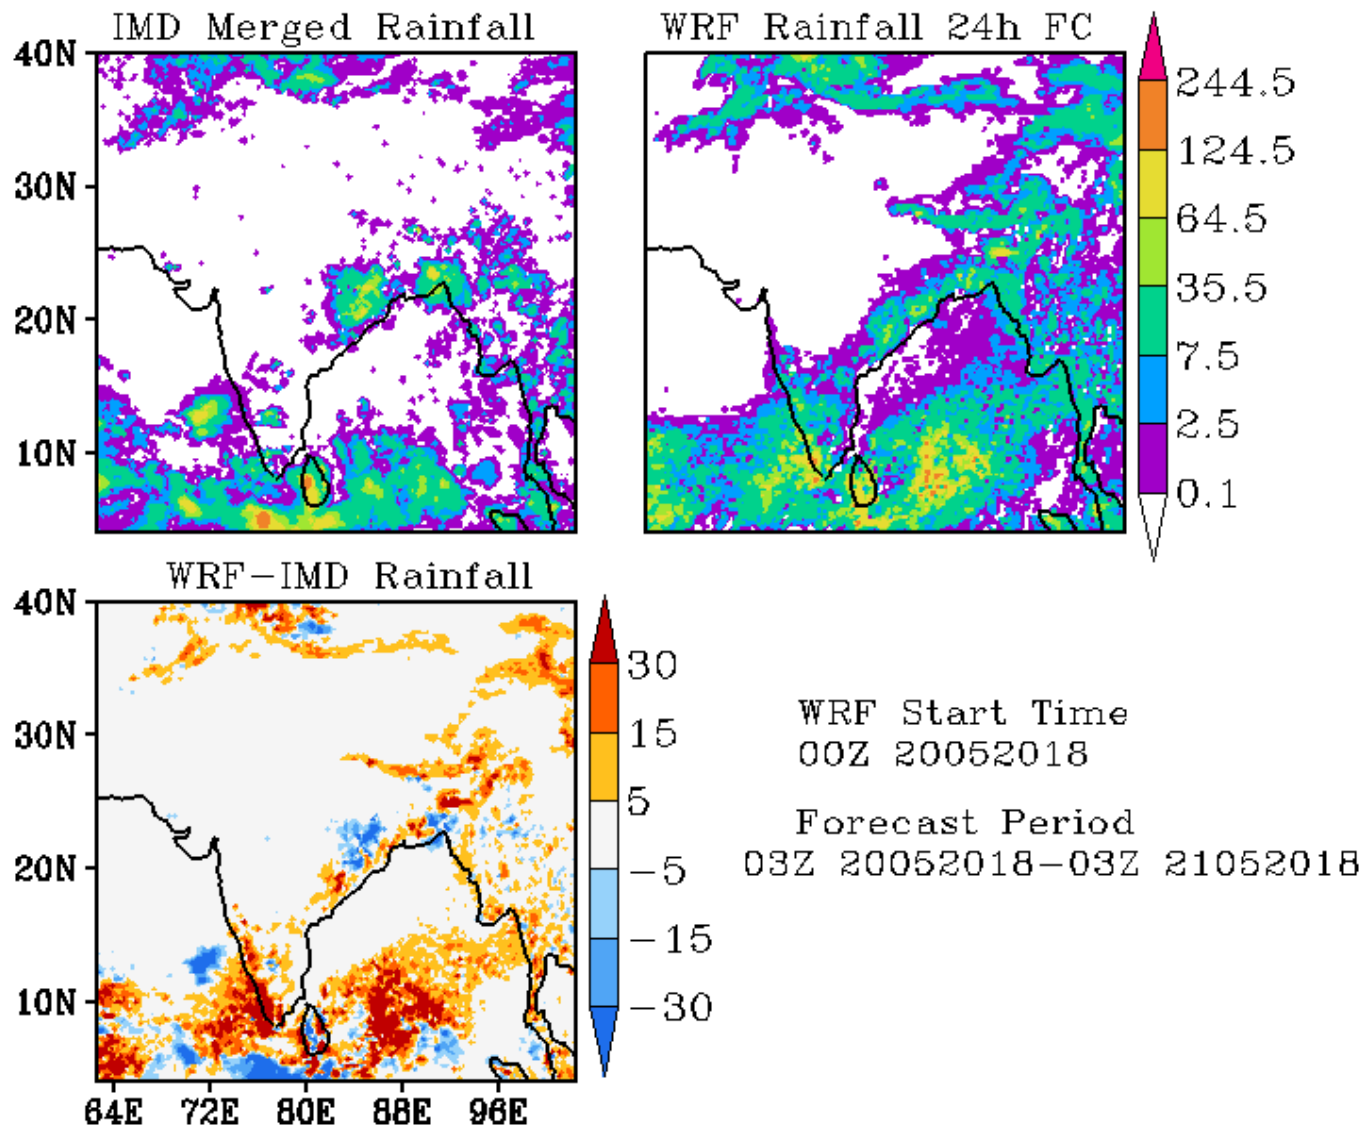 IMD Merged Rainfall
WRF Rainfall 24h FC
40N
30N
20N
10N
244.5
124.5
64.5
35.5
7.5
2.5
0.1
WRF-IMD Rainfall
40N
30N
20N
10N
64E 72E 80E 88E 96E
30
15
5
-5
-15
-30
WRF Start Time
00Z 20052018
Forecast Period
03Z 20052018-03Z 21052018